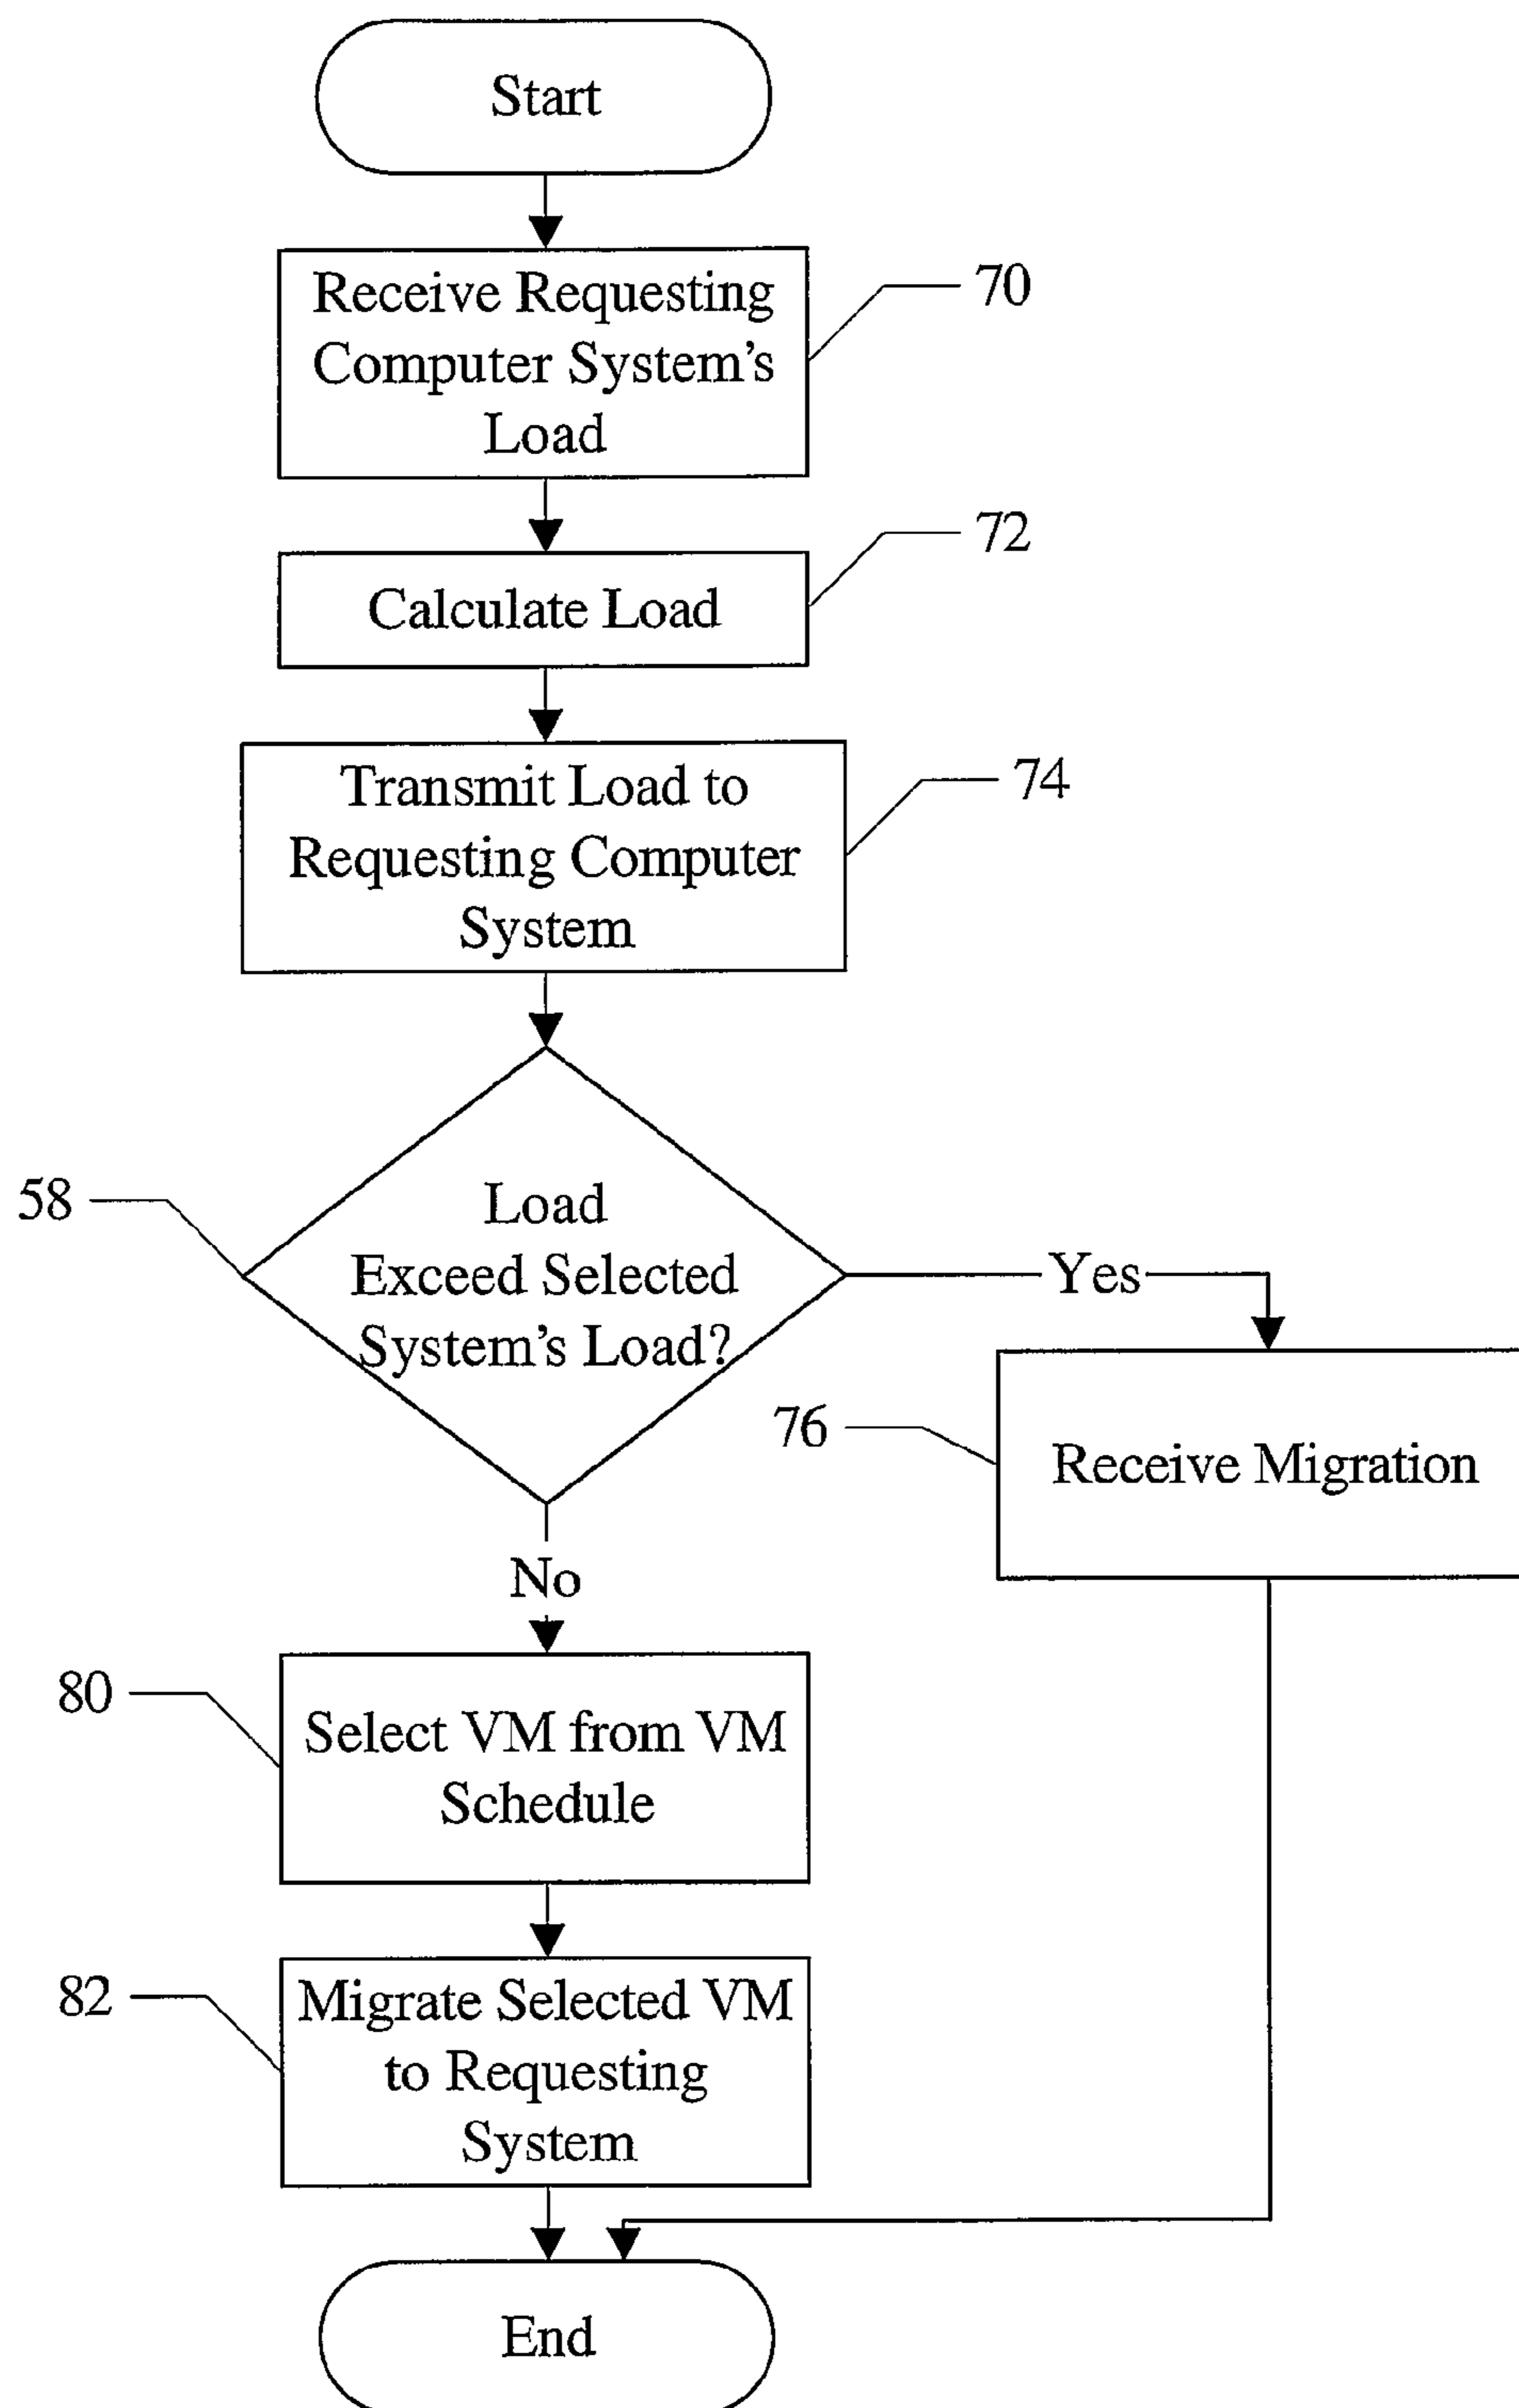 Start
Receive Requesting
Computer System's
Load
70
Calculate Load
72
Transmit Load to
Requesting Computer
System
74
58
Load
Exceed Selected
System's Load?
Yes
76
Receive Migration
No
80
Select VM from VM
Schedule
82
Migrate Selected VM
to Requesting
System
End